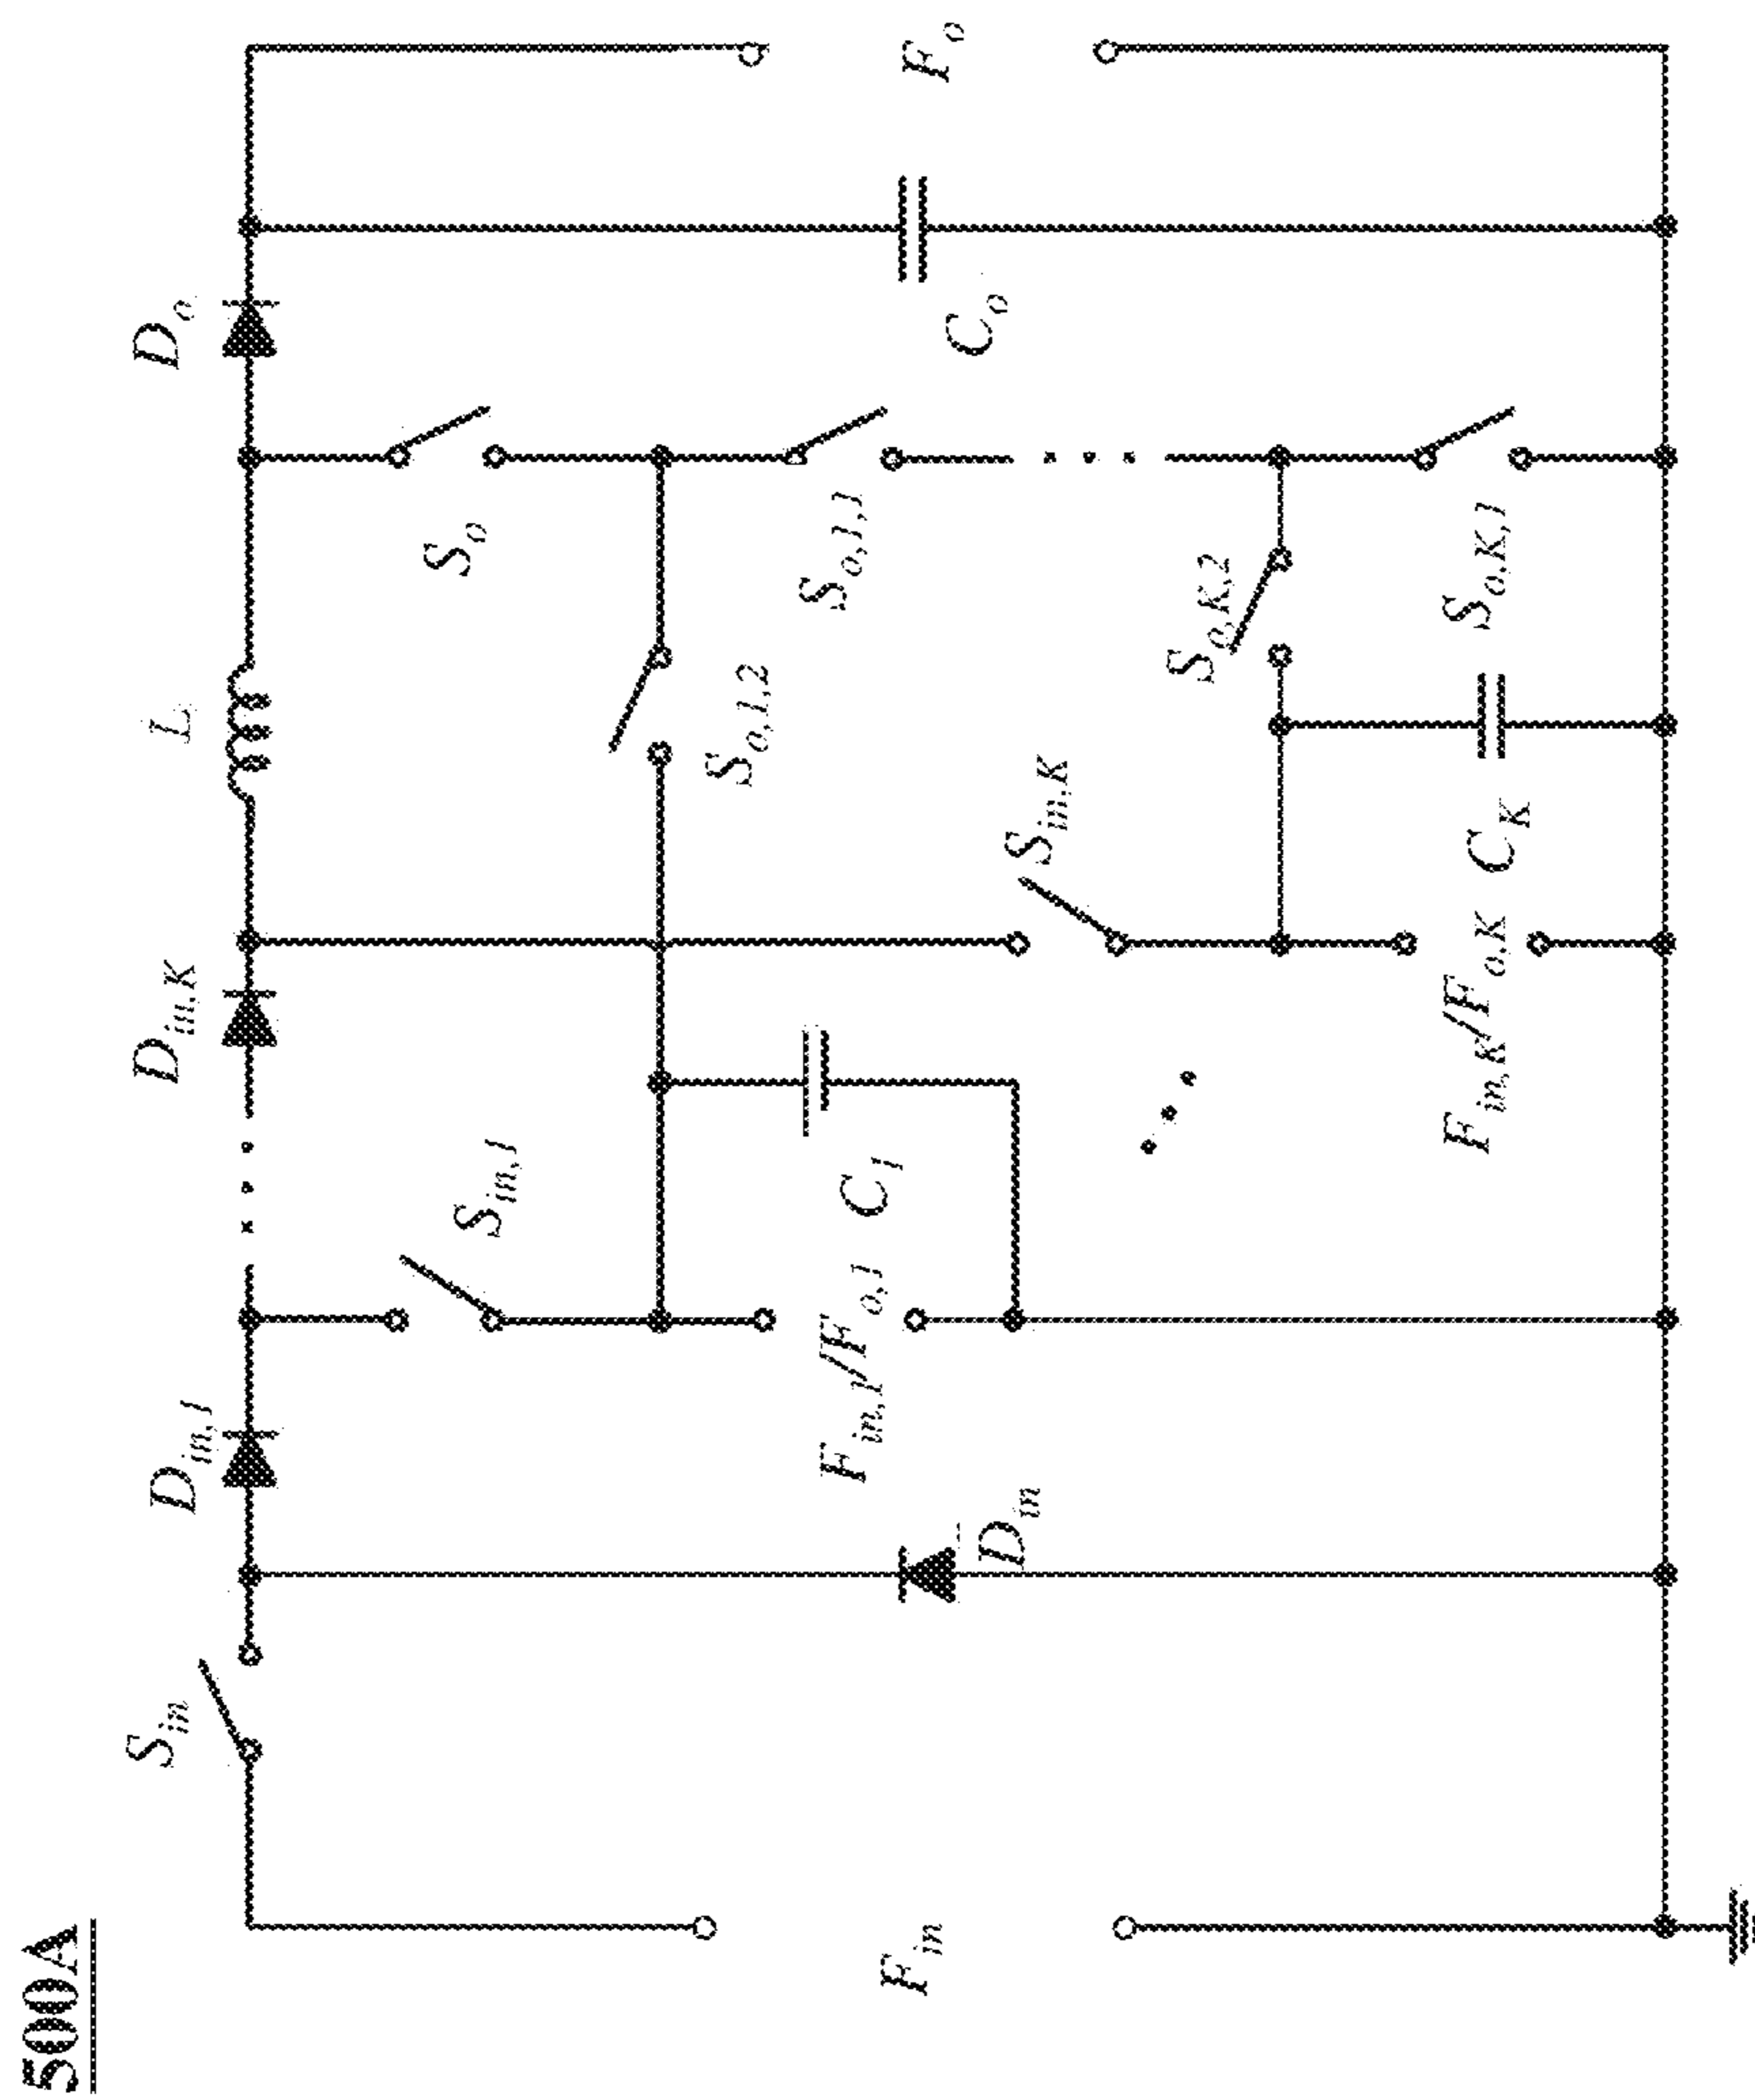 500A
S_in
D_in,1
D_in,K
L
D_o
S_in,1
S_o
S_o,1,2
S_o,1,1
F_in
D_in
F_in,1/F_o,1
C_1
S_in,K
S_o,K,2
C_o
F_o
F_in,K/F_o,K
C_K
S_o,K,1